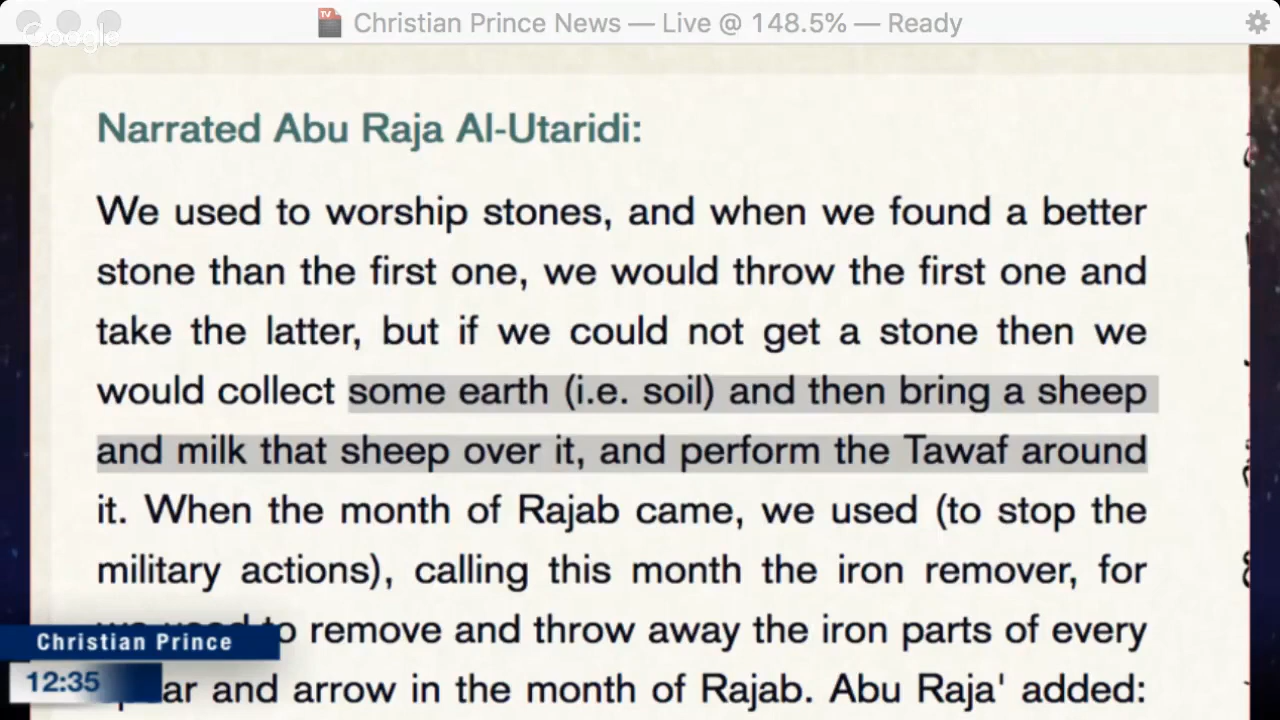 Christian Prince News — Live @ 148.5% — Ready
Google
Narrated Abu Raja Al-Utaridi:
We used to worship stones, and when we found a better
stone than the first one, we would throw the first one and
take the latter, but if we could not get a stone then we
would collect some earth (i.e. soil) and then bring a sheep
and milk that sheep over it, and perform the Tawaf around
it. When the month of Rajab came, we used (to stop the
military actions), calling this month the iron remover, for
to remove and throw away the iron parts of every
and arrow in the month of Rajab. Abu Raja' added:
Christian Prince
12:35
TV